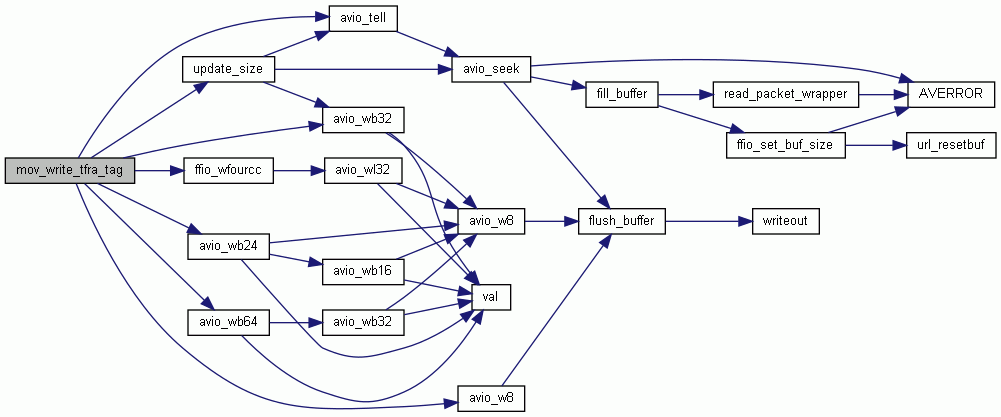 avio_tell
update_size
avio_seek
fill_buffer
read_packet_wrapper
AVERROR
avio_wb32
ffio_set_buf_size
url_resetbuf
mov_write_tfra_tag
ffio_wfourcc
avio_wl32
avio_w8
flush_buffer
writeout
avio_wb24
avio_wb16
val
avio_wb64
avio_wb32
avio_w8